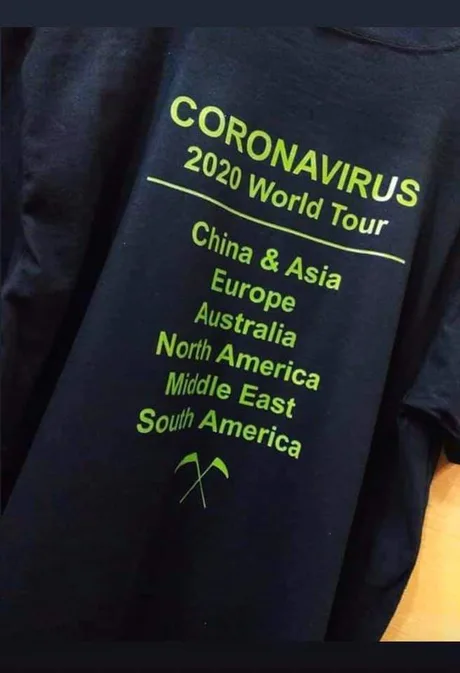 CORONAVIRUS
2020 World Tour
China & Asia
Europe
Australia
North America
Middle East
South America